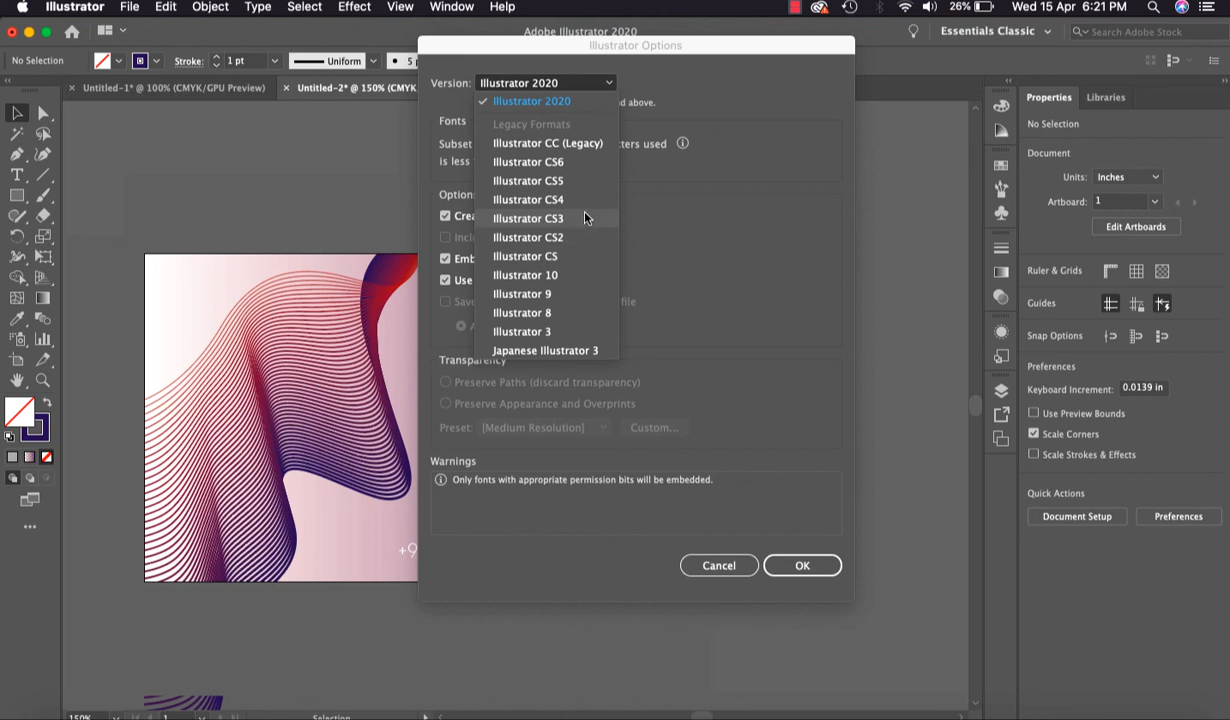 Illustrator File Edit Object Type Select Effect View Window Help 26% Wed 15 Apr 6:21 PM
Adobe Illustrator 2020 Essentials Classic Search Adobe Stock
Illustrator Options
No Selection Stroke: 1 pt Uniform 5 p
× Untitled-1* @ 100% (CMYK/GPU Preview) × Untitled-2* @ 150% (CMYK
Version: Illustrator 2020
✓ Illustrator 2020
nd above.
Legacy Formats
Illustrator CC (Legacy)
Illustrator CS6
Illustrator CS5
Illustrator CS4
Illustrator CS3
Illustrator CS2
Illustrator CS
Illustrator 10
Illustrator 9
Illustrator 8
Illustrator 3
Japanese Illustrator 3
Fonts
Subset ters used
is less
Options
Crea
Incl
Emb
Use
Save file
A
Transparency
Preserve Paths (discard transparency)
Preserve Appearance and Overprints
Preset: [Medium Resolution] Custom...
Warnings
Only fonts with appropriate permission bits will be embedded.
Cancel OK
+9
Properties Libraries
No Selection
Document
Units: Inches
Artboard: 1
Edit Artboards
Ruler & Grids
Guides
Snap Options
Preferences
Keyboard Increment: 0.0139 in
Use Preview Bounds
Scale Corners
Scale Strokes & Effects
Quick Actions
Document Setup Preferences
150% 1 Selection